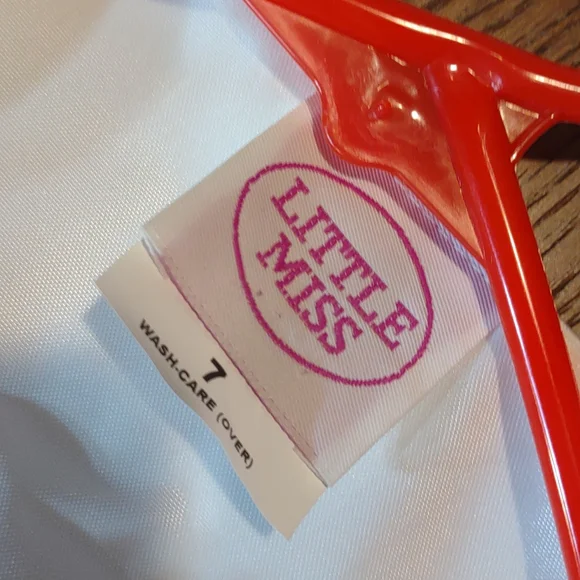 LITTLE
MISS
7
WASH-CARE (OVER)